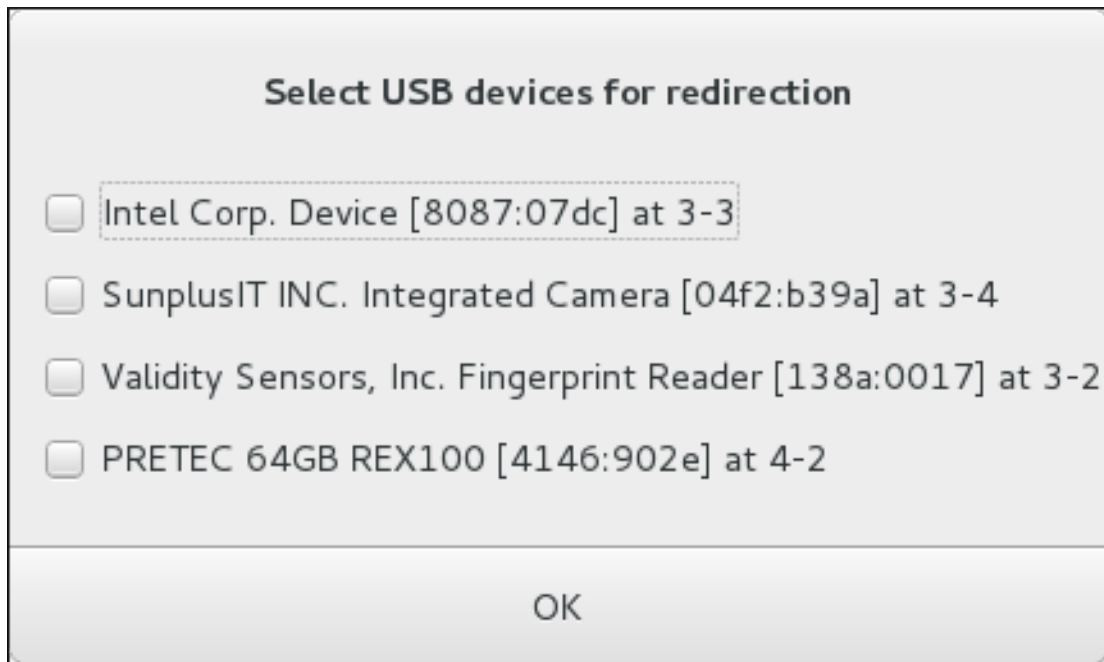 Select USB devices for redirection
Intel Corp. Device [8087:07dc] at 3-3
SunplusIT INC. Integrated Camera [04f2:b39a] at 3-4
Validity Sensors, Inc. Fingerprint Reader [138a:0017] at 3-2
PRETEC 64GB REX100 [4146:902e] at 4-2
OK